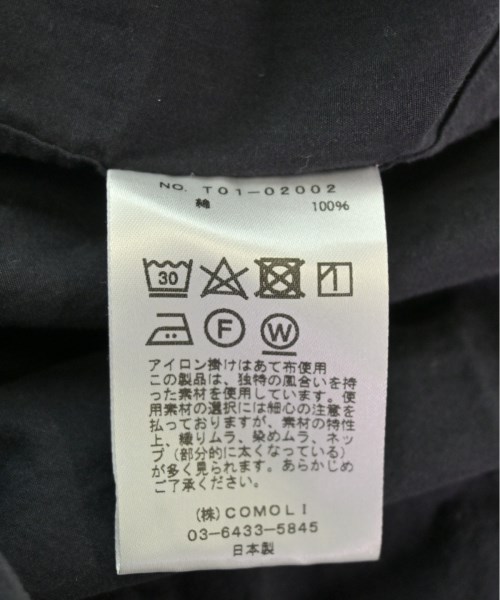 NO. T01-02002
綿 100%
30
F W
アイロン掛けはあて布使用
この製品は、独特の風合いを持
った素材を使用しています。使
用素材の選択には細心の注意を
払っておりますが、素材の特性
上、織りムラ、染めムラ、ネッ
プ（部分的に太くなっている）
が多く見られます。あらかじめ
ご了承ください。
(株)COMOLI
03-6433-5845
日本製